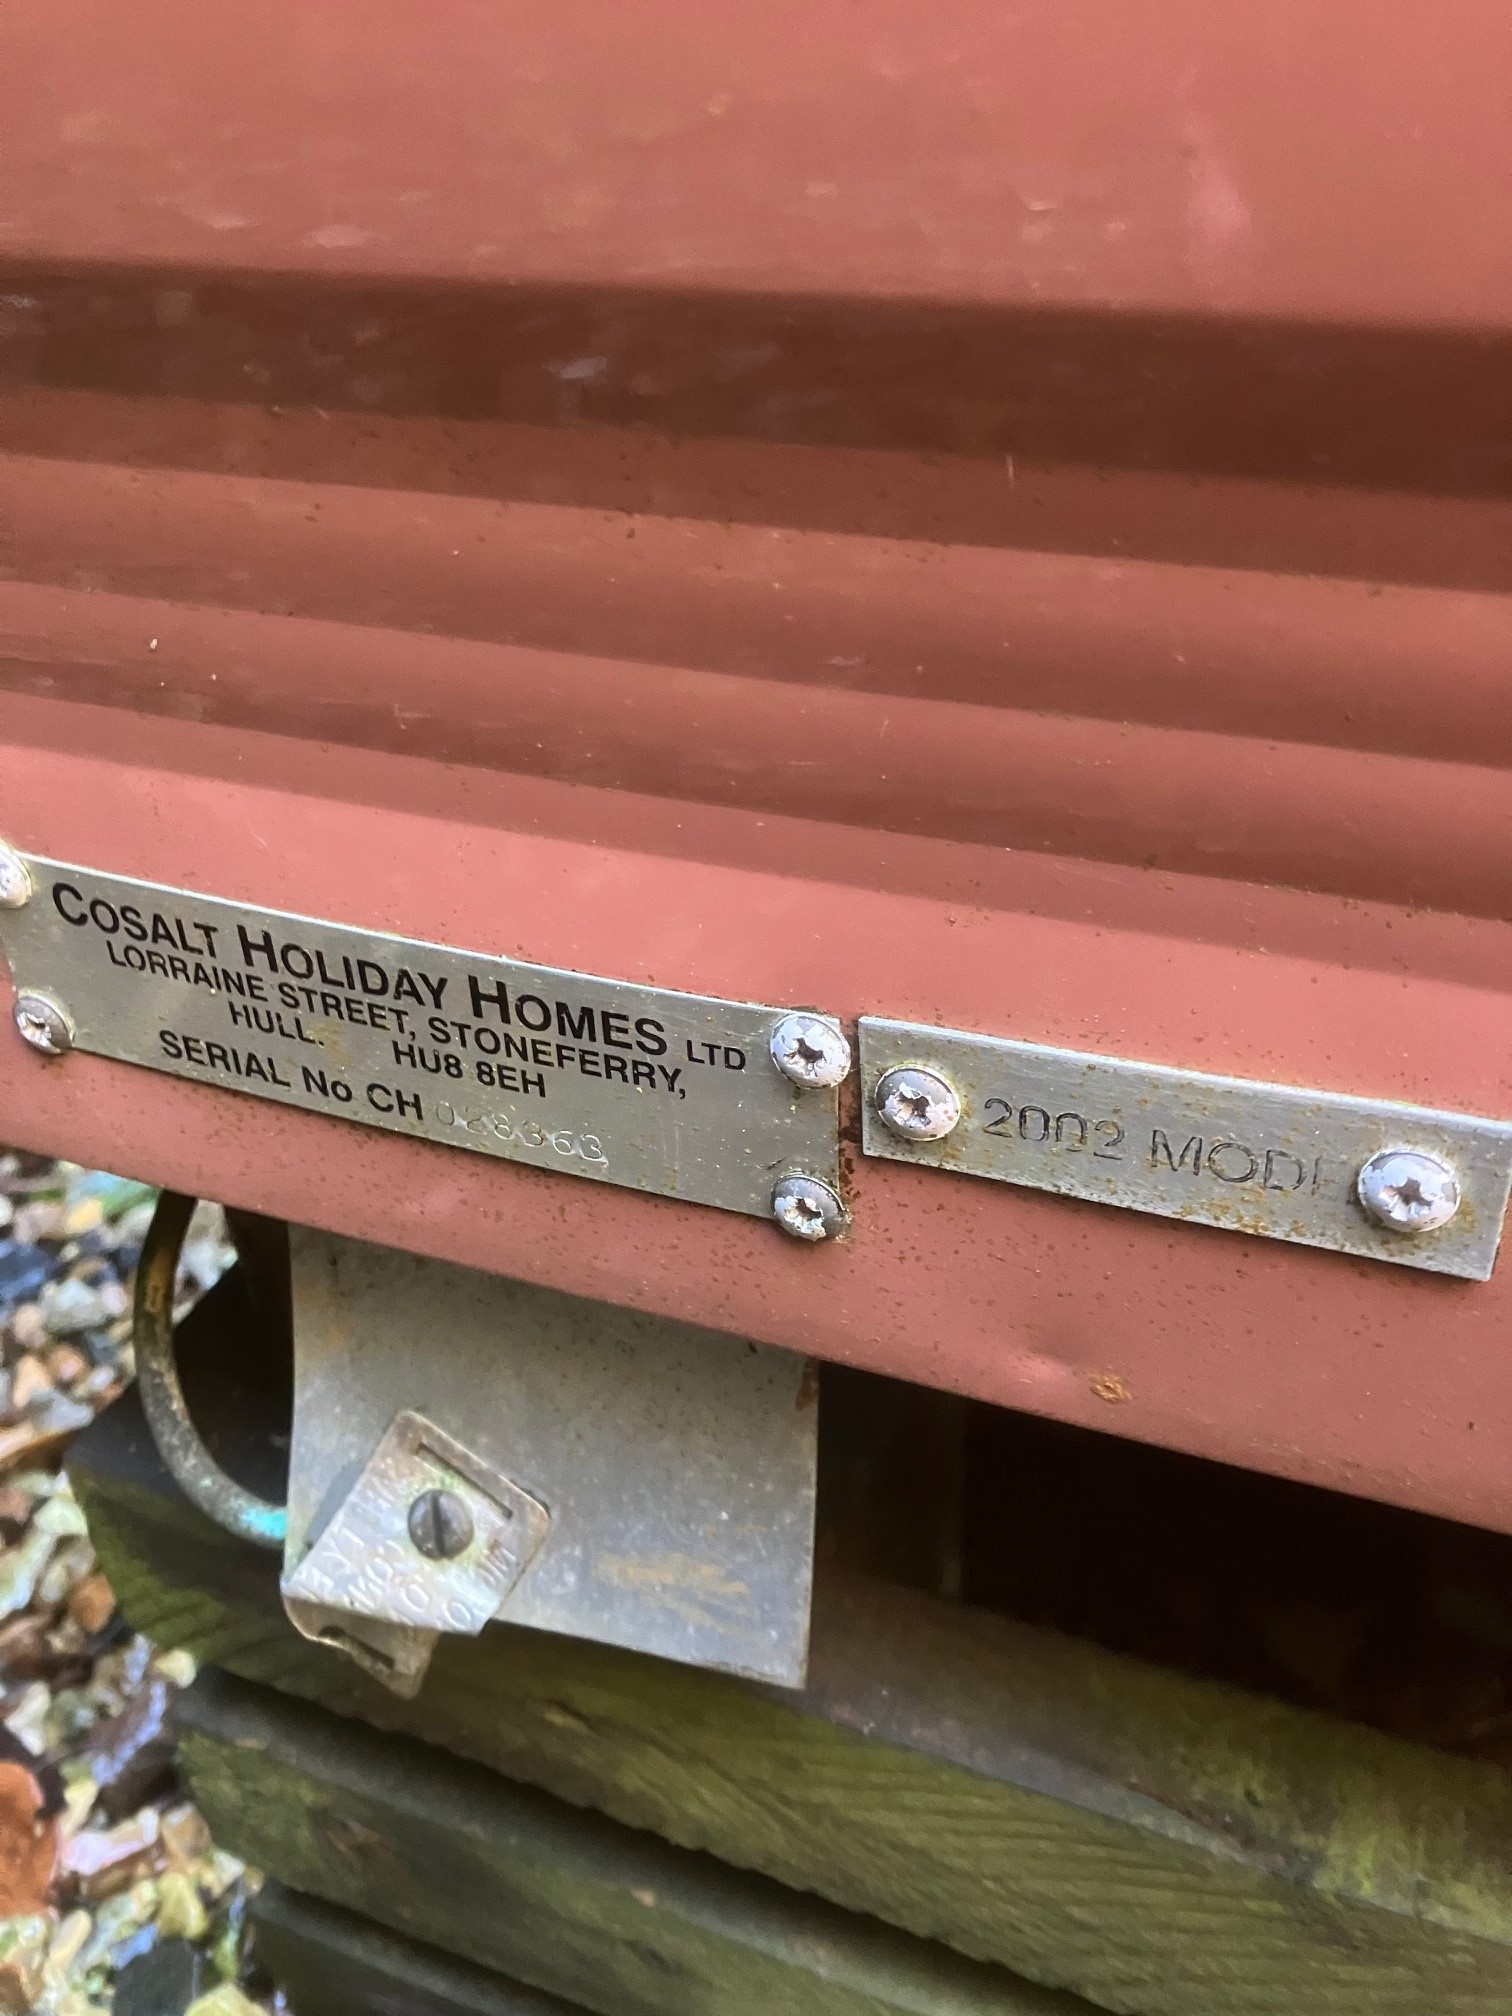 COSALT HOLIDAY HOMES LTD
LORRAINE STREET, STONEFERRY,
HULL. HU8 8EH
SERIAL No CH 028363
2002 MODE